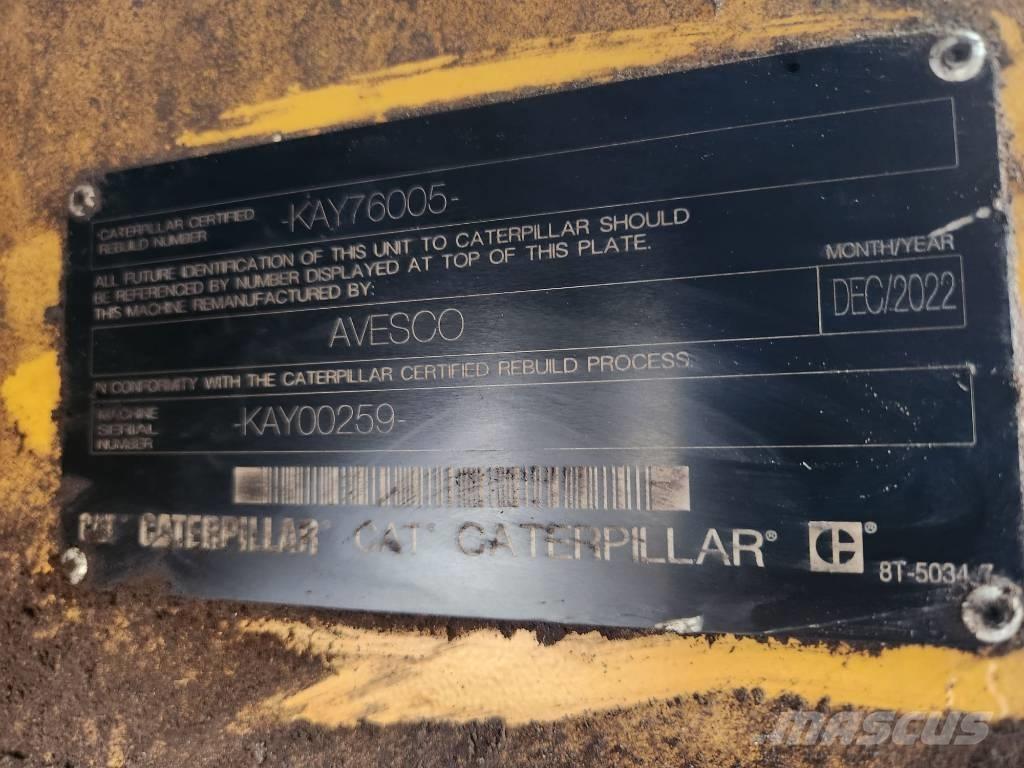 CATERPILLAR CERTIFIED
REBUILD NUMBER
-KAY76005-
ALL FUTURE IDENTIFICATION OF THIS UNIT TO CATERPILLAR SHOULD
BE REFERENCED BY NUMBER DISPLAYED AT TOP OF THIS PLATE.
THIS MACHINE REMANUFACTURED BY:
MONTH/YEAR
AVESCO
DEC/2022
IN CONFORMITY WITH THE CATERPILLAR CERTIFIED REBUILD PROCESS.
MACHINE
SERIAL
NUMBER
-KAY00259-
CAT® CATERPILLAR® CAT® CATERPILLAR® C®
8T-5034 7
MASCUS